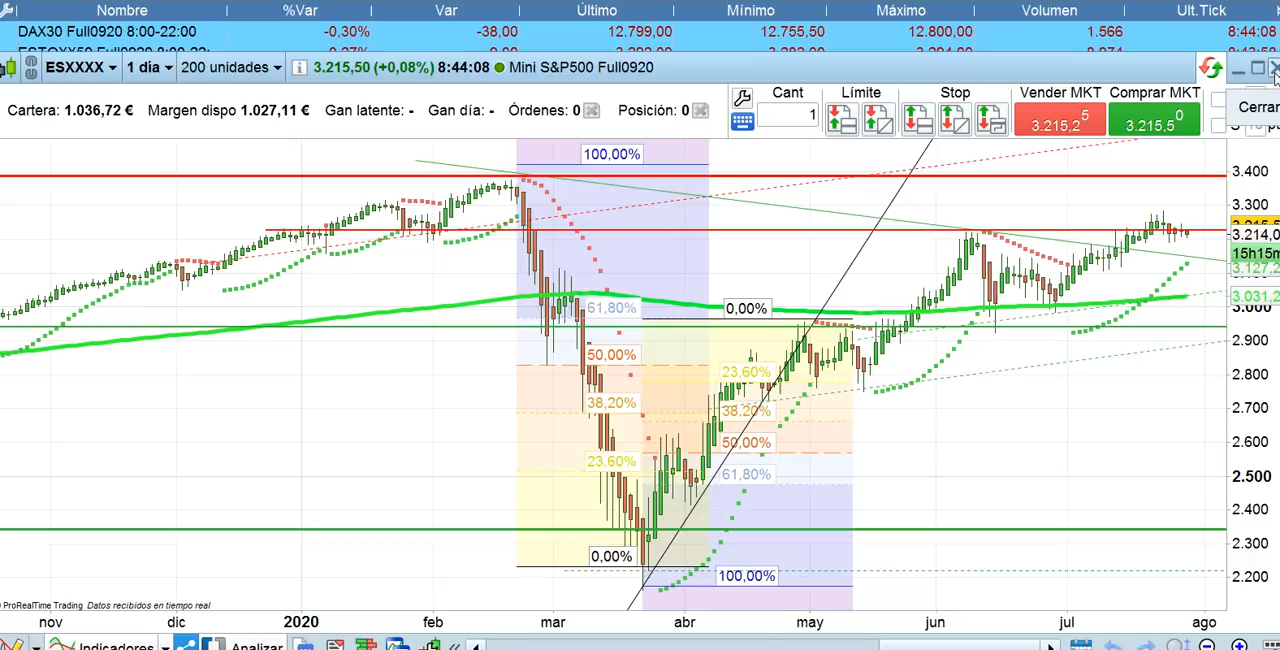 Nombre %Var Var Último Mínimo Máximo Volumen Ult.Tick
DAX30 Full0920 8:00-22:00 -0,30% -38,00 12.799,00 12.755,50 12.800,00 1.566 8:44:08
ESXXXX 1 día 200 unidades 3.215,50 (+0,08%) 8:44:08 Mini S&P500 Full0920
Cant Límite Stop Vender MKT Comprar MKT
Cerrar
Cartera: 1.036,72 € Margen dispo 1.027,11 € Gan latente: - Gan día: - Órdenes: 0 Posición: 0
1 3.215,2 5 3.215,5 0
100,00%
61,80%
50,00%
38,20%
23,60%
0,00%
0,00%
23,60%
38,20%
50,00%
61,80%
100,00%
3.400
3.300
3.214,0
15h15m
3.127,2
3.031,2
3.000
2.900
2.800
2.700
2.600
2.500
2.400
2.300
2.200
ProRealTime Trading Datos recibidos en tiempo real
nov dic 2020 feb mar abr may jun jul ago
Indicadores Analizar